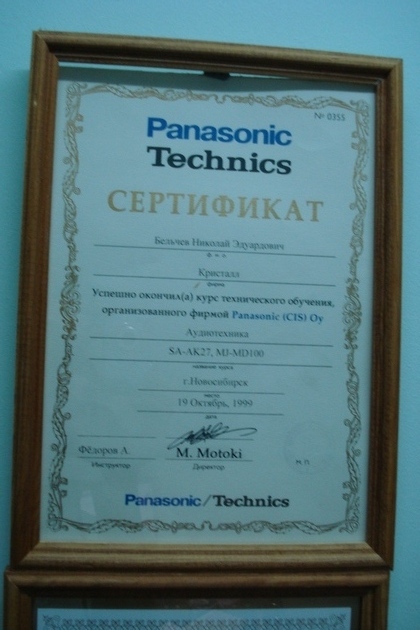 № 0355
Panasonic
Technics
СЕРТИФИКАТ
Бельчев Николай Эдуардович
Ф. и. о
Кристалл
фирма
Успешно окончил(а) курс технического обучения,
организованного фирмой Panasonic (CIS) Oy
Аудиотехника
SA-AK27, MJ-MD100
название курса
г.Новосибирск
место
19 Октябрь, 1999
дата
Фёдоров А.
M. Motoki
Инструктор
Директор
М.П.
Panasonic/Technics